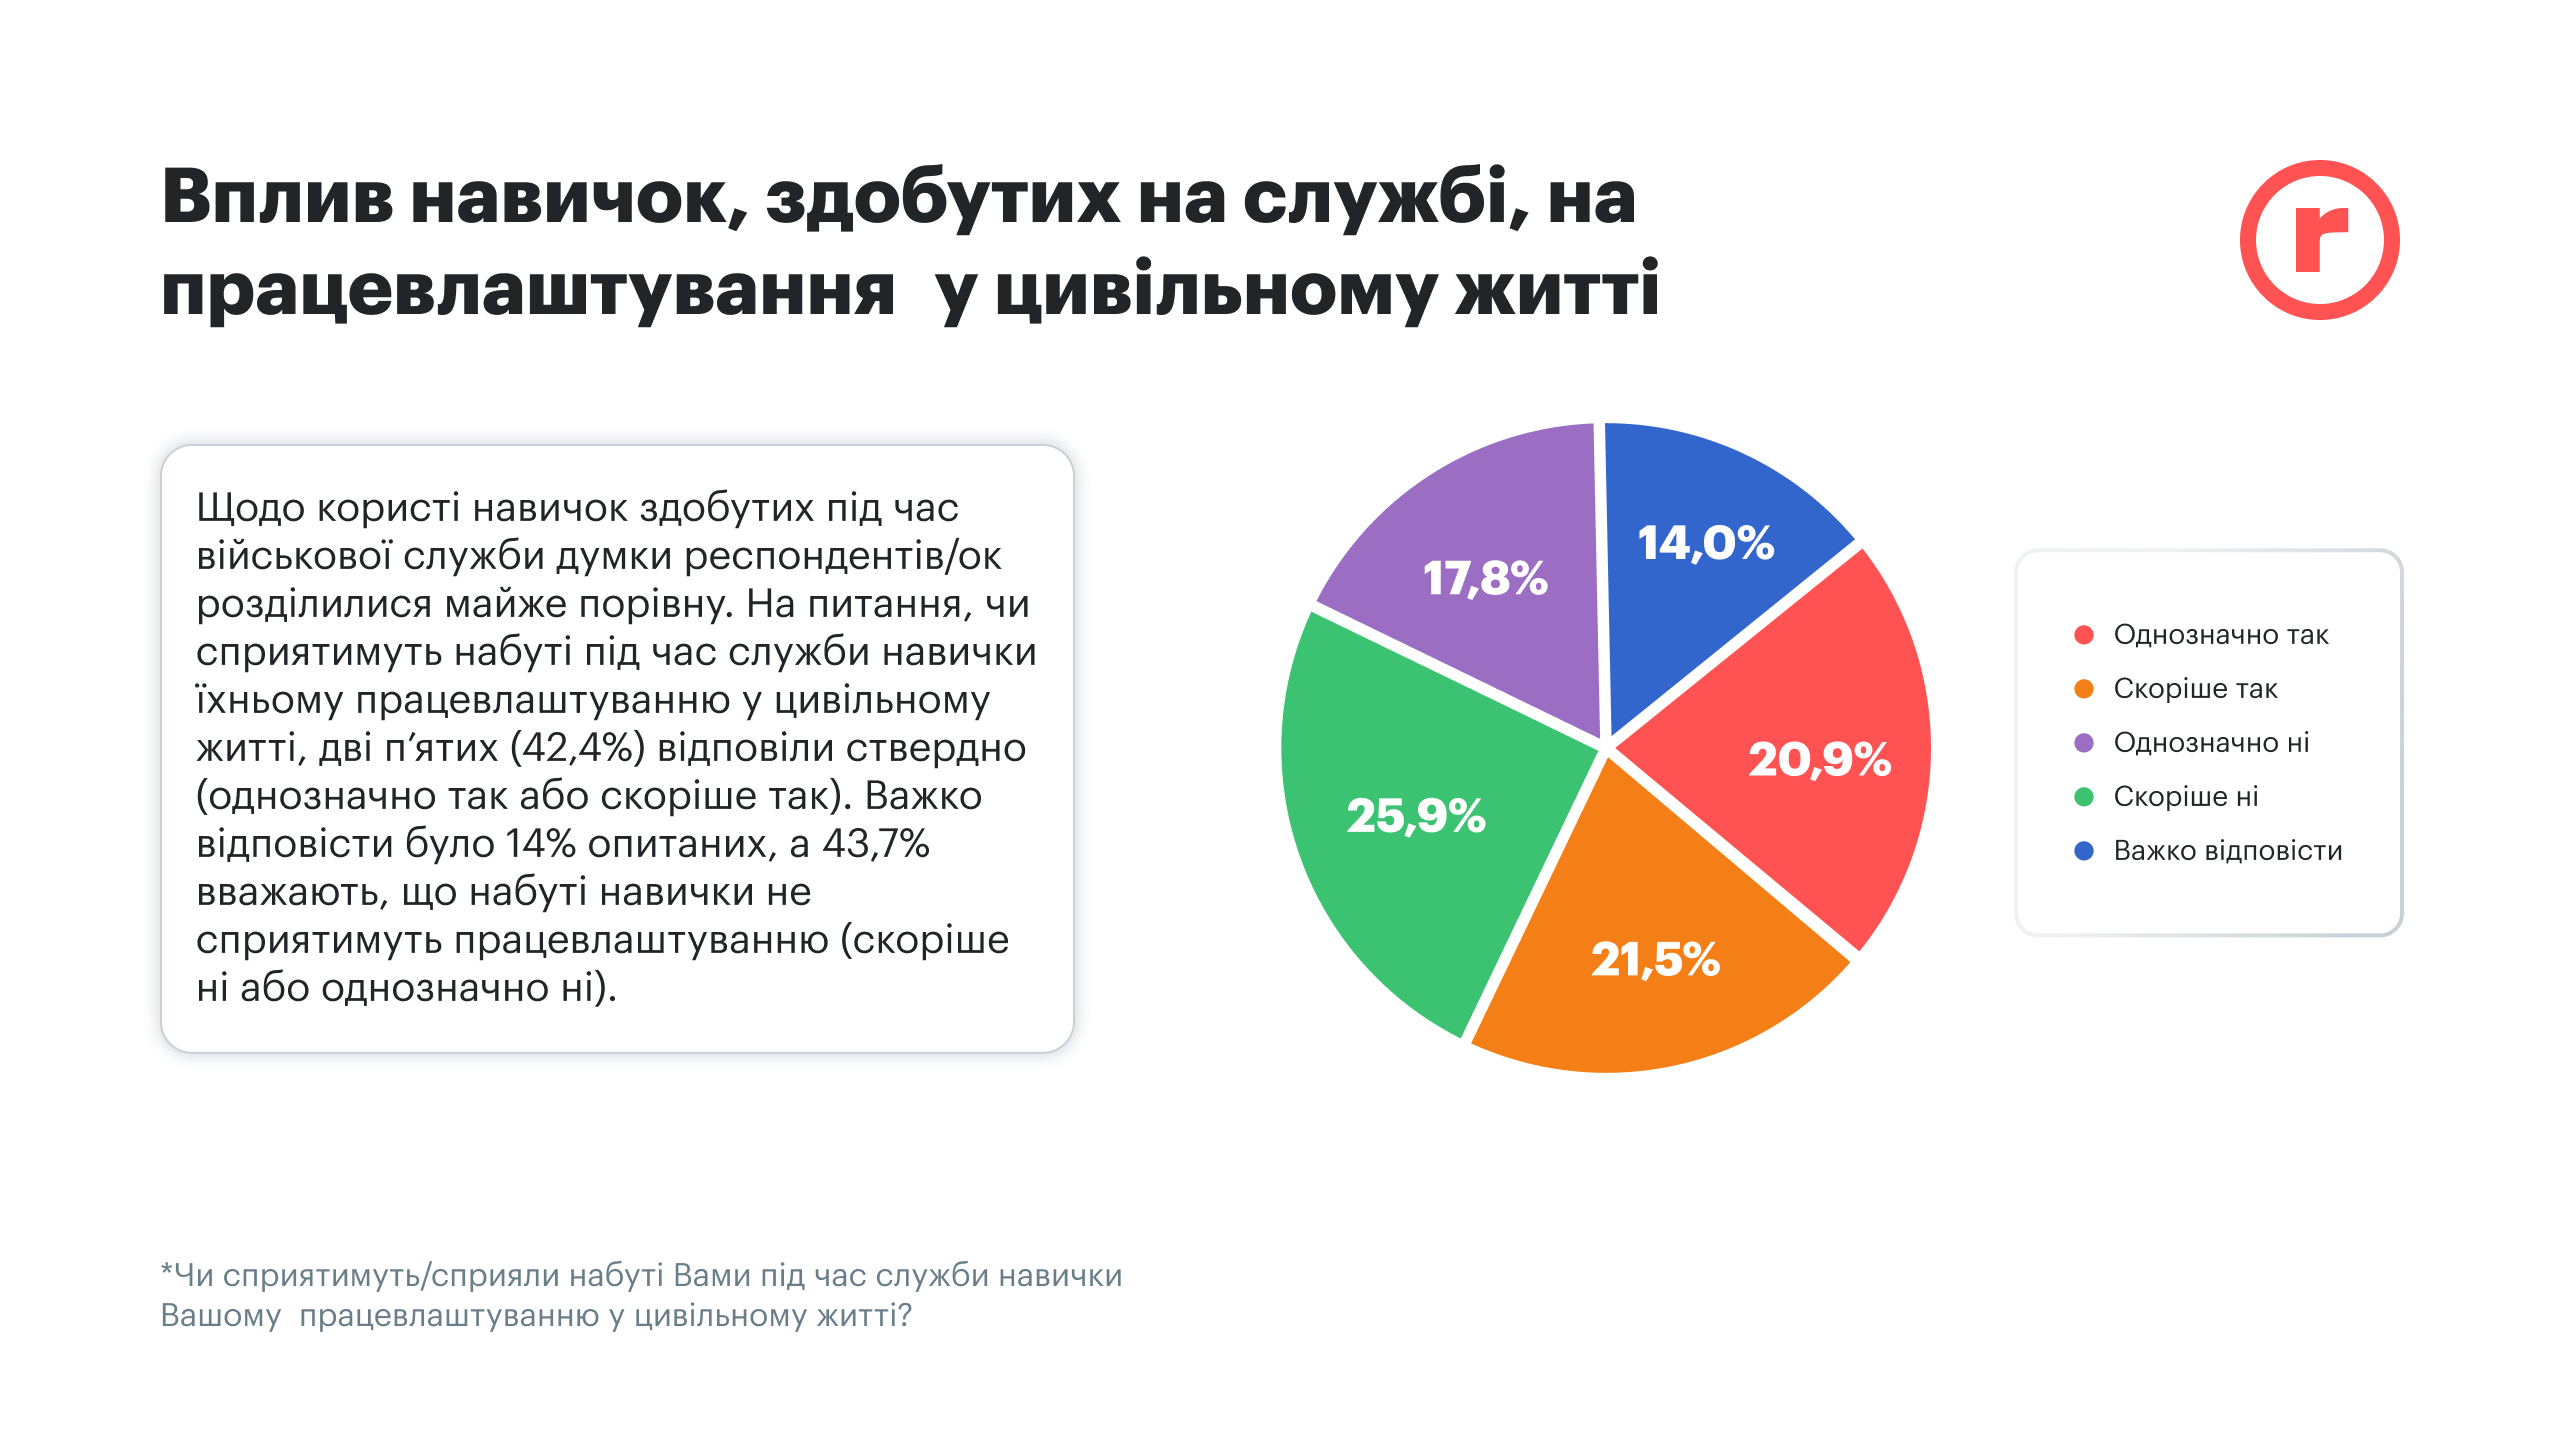 Вплив навичок, здобутих на службі, на
працевлаштування у цивільному житті
r
Щодо користі навичок здобутих під час
військової служби думки респондентів/ок
розділилися майже порівну. На питання, чи
сприятимуть набуті під час служби навички
їхньому працевлаштуванню у цивільному
житті, дві п’ятих (42,4%) відповіли ствердно
(однозначно так або скоріше так). Важко
відповісти було 14% опитаних, а 43,7%
вважають, що набуті навички не
сприятимуть працевлаштуванню (скоріше
ні або однозначно ні).
14,0%
17,8%
20,9%
25,9%
21,5%
Однозначно так
Скоріше так
Однозначно ні
Скоріше ні
Важко відповісти
*Чи сприятимуть/сприяли набуті Вами під час служби навички
Вашому працевлаштуванню у цивільному житті?